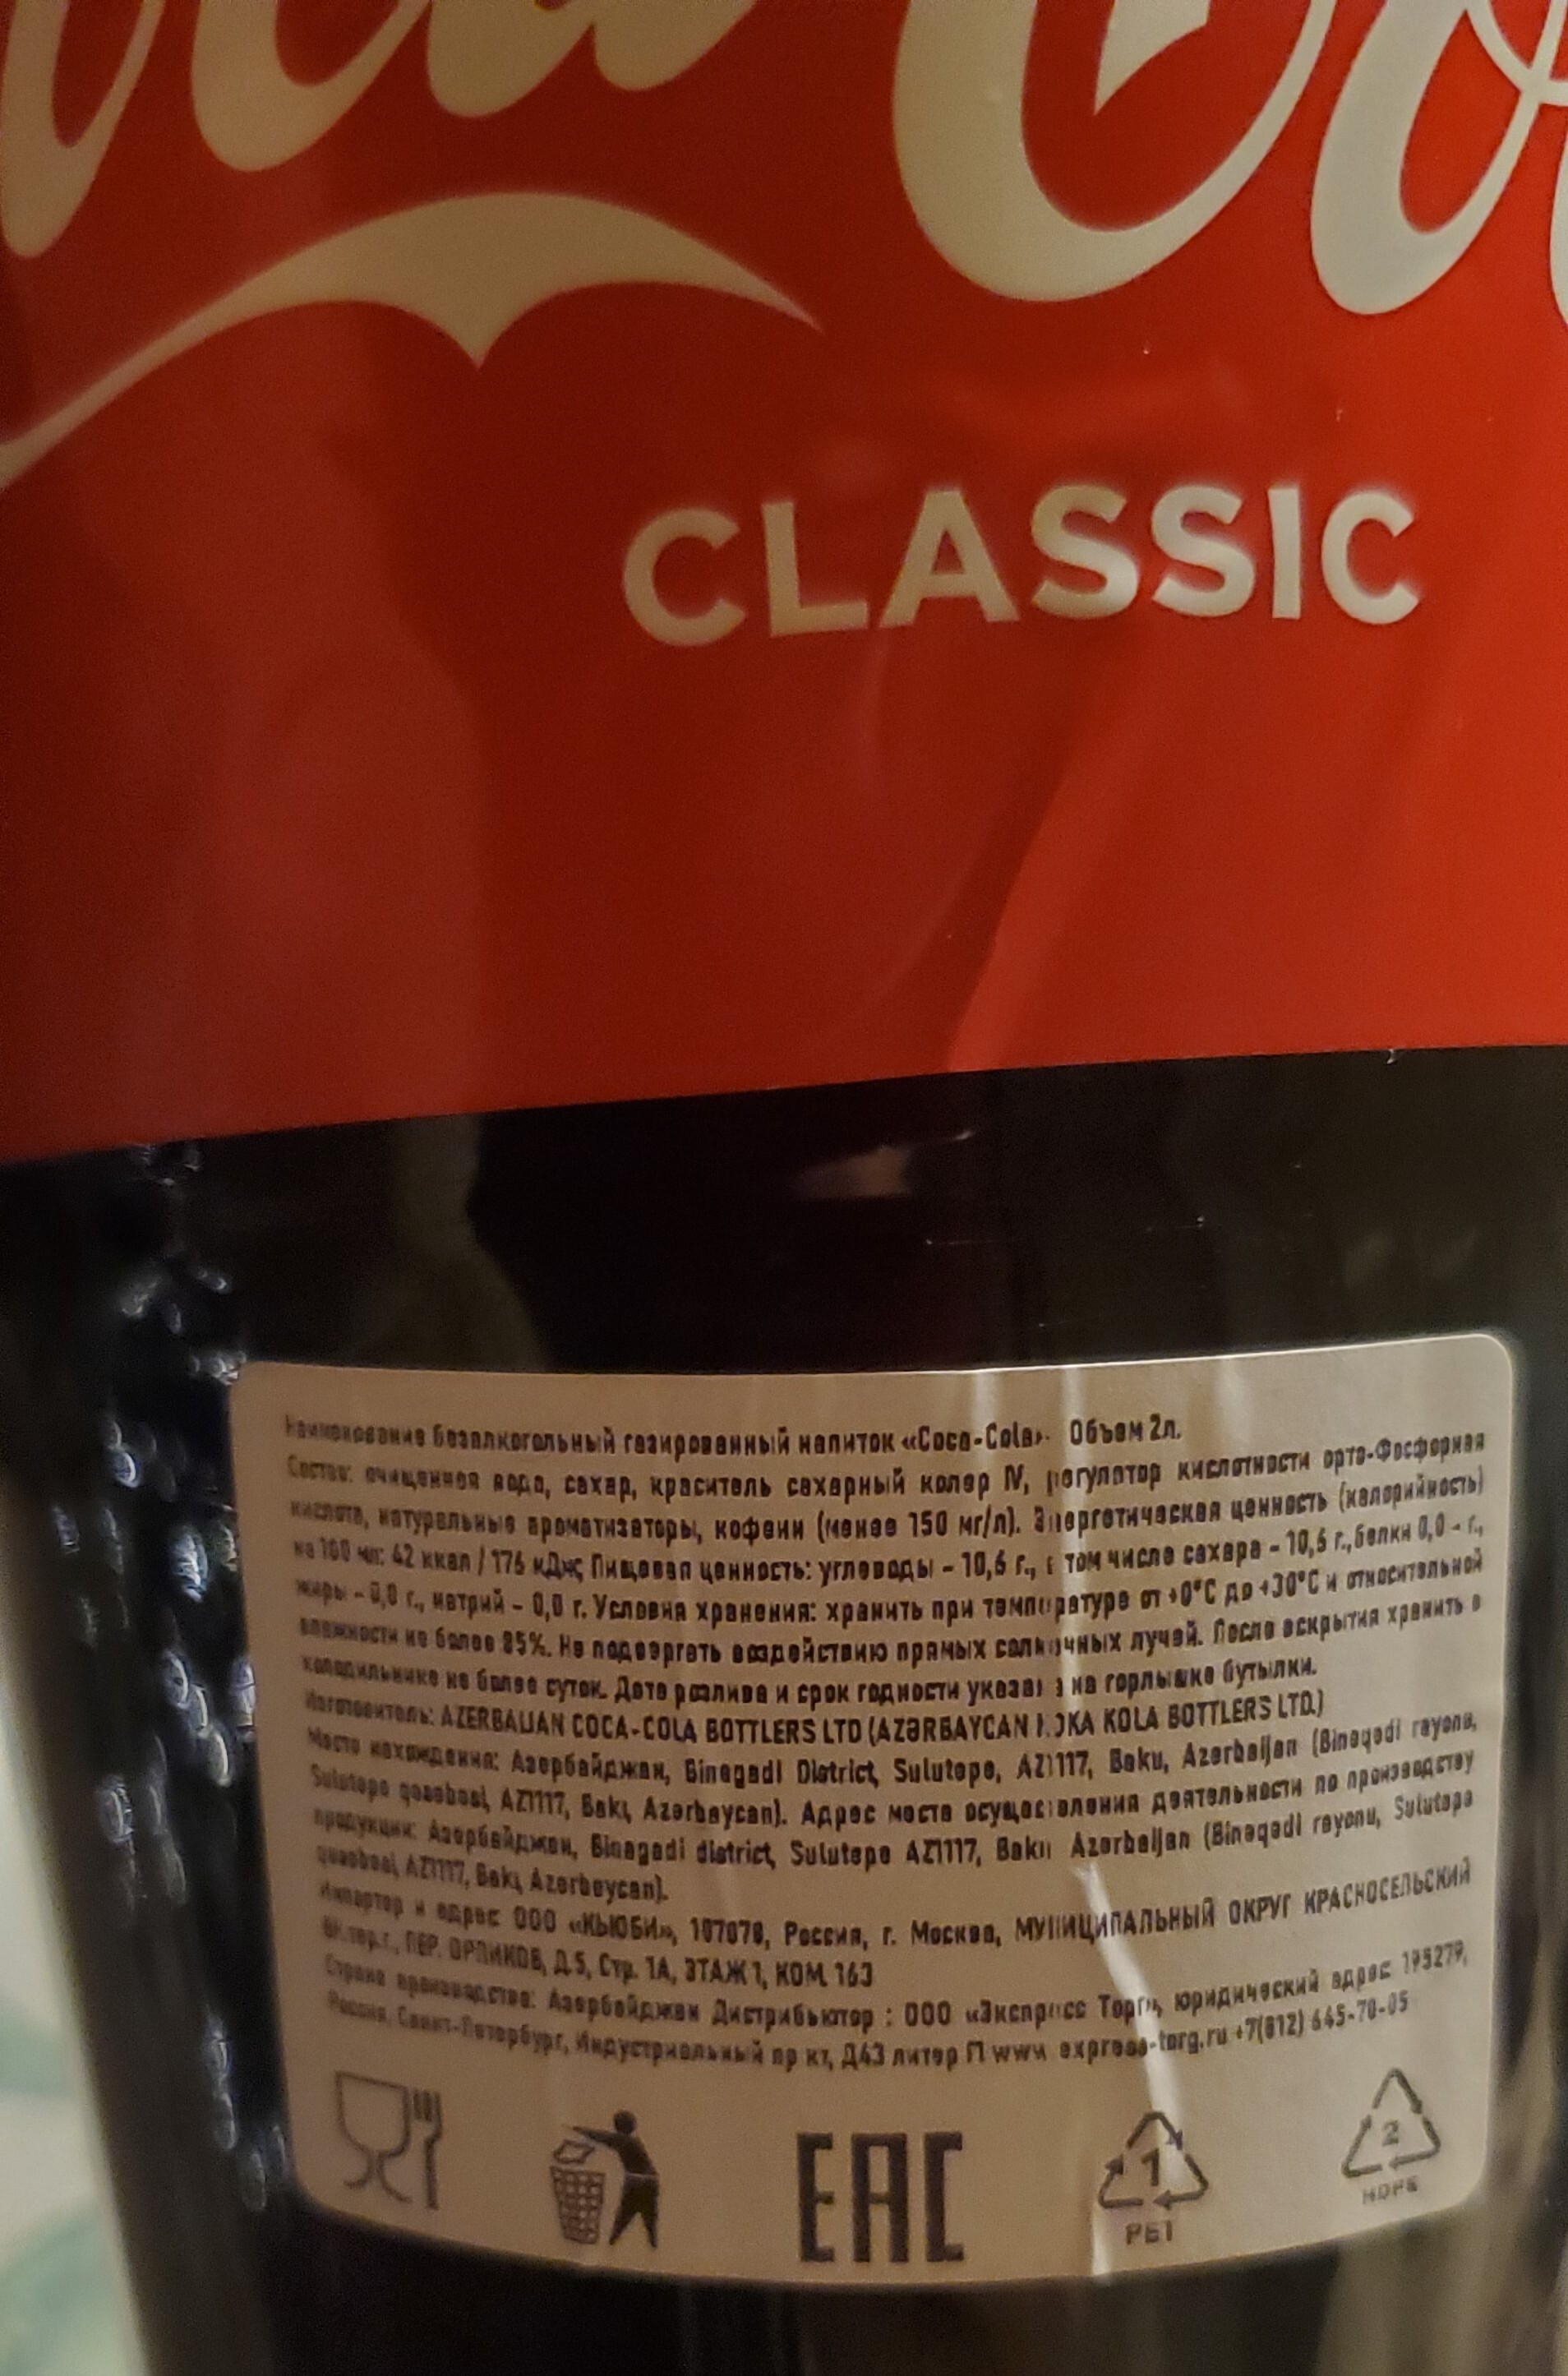 Coca-Cola
CLASSIC
Наименование безалкогольный газированный напиток «Coca-Cola» Объем 2л.
Состав: очищенная вода, сахар, краситель сахарный колер IV, регулятор кислотности орто-Фосфорная
кислота, натуральные ароматизаторы, кофеин (менее 150 мг/л). Энергетическая ценность (калорийность)
на 100 мл: 42 ккал / 176 кДж; Пищевая ценность: углеводы – 10,6 г., в том числе сахара – 10,6 г., белки 0,0 – г.,
жиры – 0,0 г., натрий – 0,0 г. Условия хранения: хранить при температуре от +0°C до +30°C и относительной
влажности не более 85%. Не подвергать воздействию прямых солнечных лучей. После вскрытия хранить в
холодильнике не более суток. Дата розлива и срок годности указаны на горлышке бутылки.
Изготовитель: AZERBAIJAN COCA-COLA BOTTLERS LTD (AZƏRBAYCAN KOKA KOLA BOTTLERS LTD.)
Место нахождения: Азербайджан, Binagadi District, Sulutepe, AZ1117, Baku, Azerbaijan (Binəqədi rayonu,
Sulutəpə qəsəbəsi, AZ1117, Bakı, Azərbaycan). Адрес места осуществления деятельности по производству
продукции: Азербайджан, Binagadi district, Sulutepe AZ1117, Baku Azerbaijan (Binəqədi rayonu, Sulutəpə
qəsəbəsi, AZ1117, Bakı, Azərbaycan).
Импортер и адрес: ООО «КЬЮБИ», 107078, Россия, г. Москва, МУНИЦИПАЛЬНЫЙ ОКРУГ КРАСНОСЕЛЬСКИЙ
ВН.тер.г., ПЕР. ОРЛИКОВ, Д.5, Стр. 1А, ЭТАЖ 1, КОМ. 163
Страна производства: Азербайджан Дистрибьютор : ООО «Экспресс Торг», юридический адрес: 195279,
Россия, Санкт-Петербург, Индустриальный пр кт, Д43 литер П www. express-torg.ru +7(812) 645-70-05
EAC
1
PET
2
HDPE